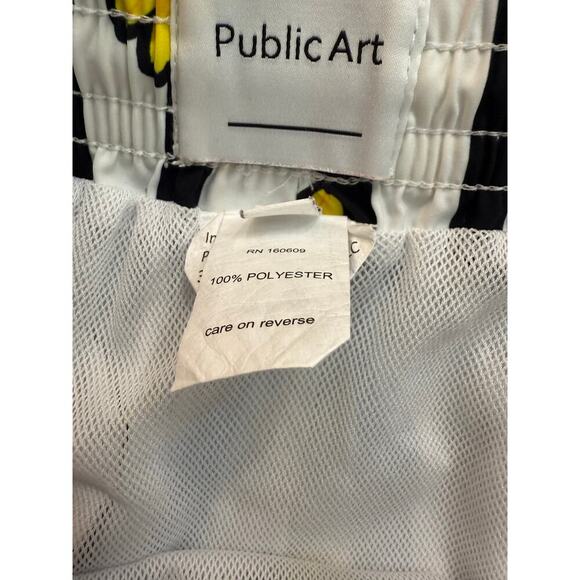 Public Art
RN 160609
100% POLYESTER
care on reverse